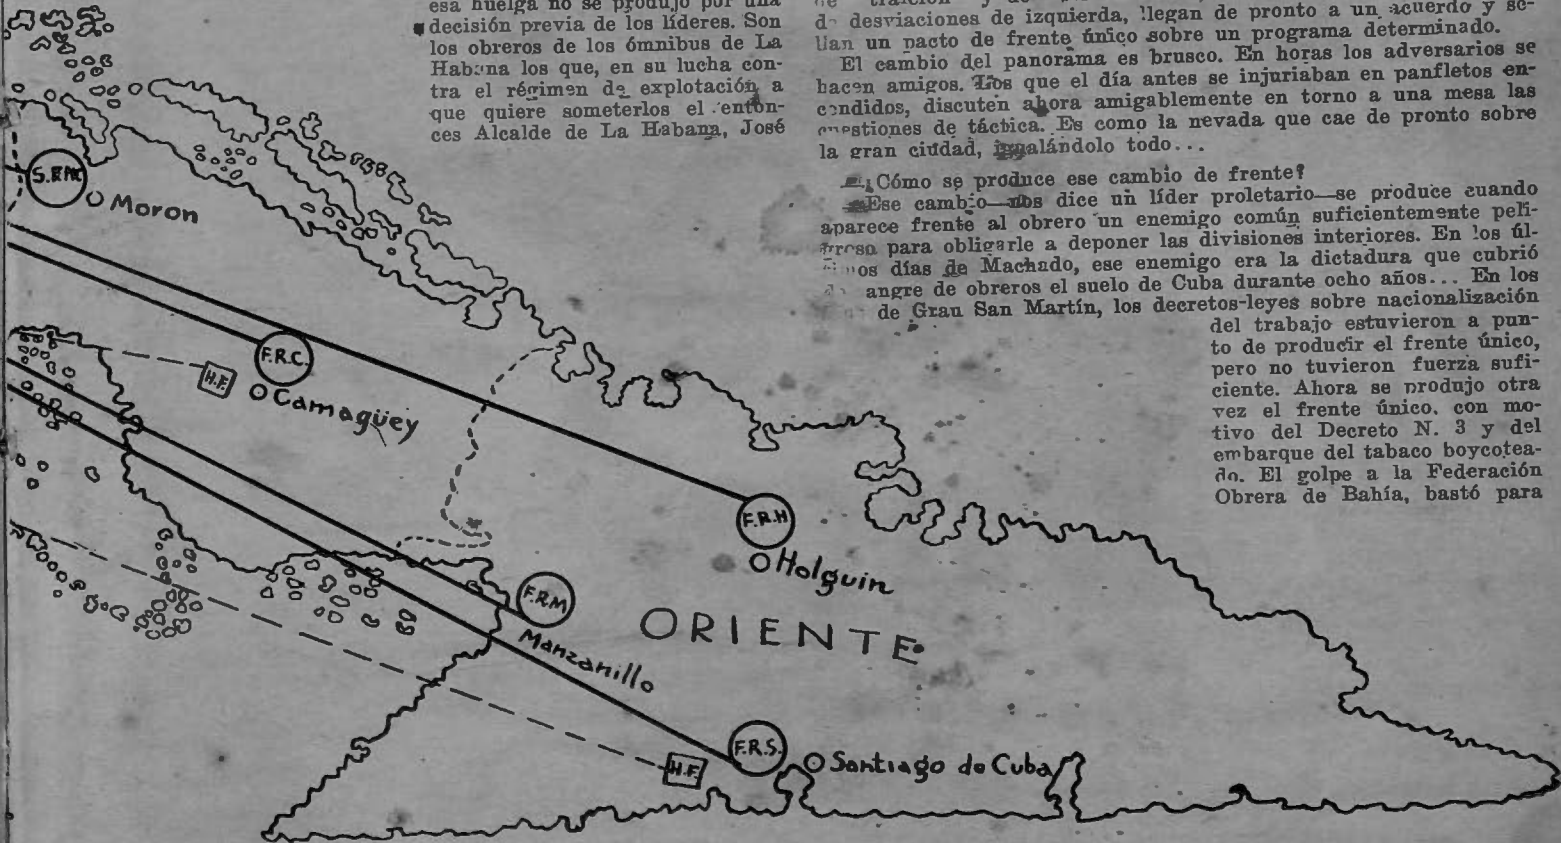 esa huelga no se produjo por una
decisión previa de los líderes. Son
los obreros de los ómnibus de La
Habana los que, en su lucha con-
tra el régimen de explotación a
que quiere someterlos el enton-
ces Alcalde de La Habana, José
de traición y de
de desviaciones de izquierda, llegan de pronto a un acuerdo y se-
llan un pacto de frente único sobre un programa determinado.
El cambio del panorama es brusco. En horas los adversarios se
hacen amigos. Los que el día antes se injuriaban en panfletos en-
cendidos, discuten ahora amigablemente en torno a una mesa las
cuestiones de táctica. Es como la nevada que cae de pronto sobre
la gran ciudad, igualándolo todo...
—¿Cómo se produce ese cambio de frente?
—Ese cambio—nos dice un líder proletario—se produce cuando
aparece frente al obrero un enemigo común suficientemente peli-
groso para obligarle a deponer las divisiones interiores. En los úl-
timos días de Machado, ese enemigo era la dictadura que cubrió
angre de obreros el suelo de Cuba durante ocho años... En los
de Grau San Martín, los decretos-leyes sobre nacionalización
del trabajo estuvieron a pun-
to de producir el frente único,
pero no tuvieron fuerza sufi-
ciente. Ahora se produjo otra
vez el frente único, con mo-
tivo del Decreto N. 3 y del
embarque del tabaco boycotea-
do. El golpe a la Federación
Obrera de Bahía, bastó para
Moron
F.R.C.
H.F.
Camagüey
F.R.H
Holguin
F.R.M
ORIENTE
Manzanillo
F.R.S.
H.F.
Santiago de Cuba